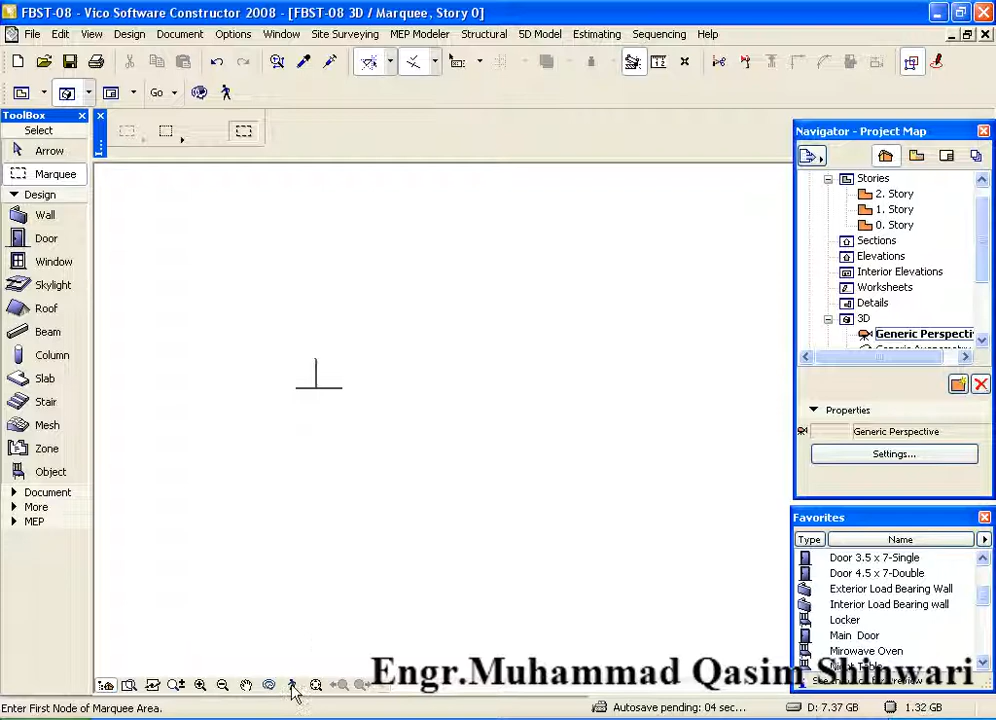 FBST-08 - Vico Software Constructor 2008 - [FBST-08 3D / Marquee, Story 0]
File Edit View Design Document Options Window Site Surveying MEP Modeler Structural 5D Model Estimating Sequencing Help
Go
ToolBox
Select
Arrow
Marquee
Design
Wall
Door
Window
Skylight
Roof
Beam
Column
Slab
Stair
Mesh
Zone
Object
Document
More
MEP
Navigator - Project Map
Stories
2. Story
1. Story
0. Story
Sections
Elevations
Interior Elevations
Worksheets
Details
3D
Generic Perspecti
Properties
Generic Perspective
Settings...
Favorites
Type Name
Door 3.5 x 7-Single
Door 4.5 x 7-Double
Exterior Load Bearing Wall
Interior Load Bearing wall
Locker
Main Door
Mirowave Oven
Engr.Muhammad Qasim Shinwari
Enter First Node of Marquee Area.
Autosave pending: 04 sec...
D: 7.37 GB
1.32 GB